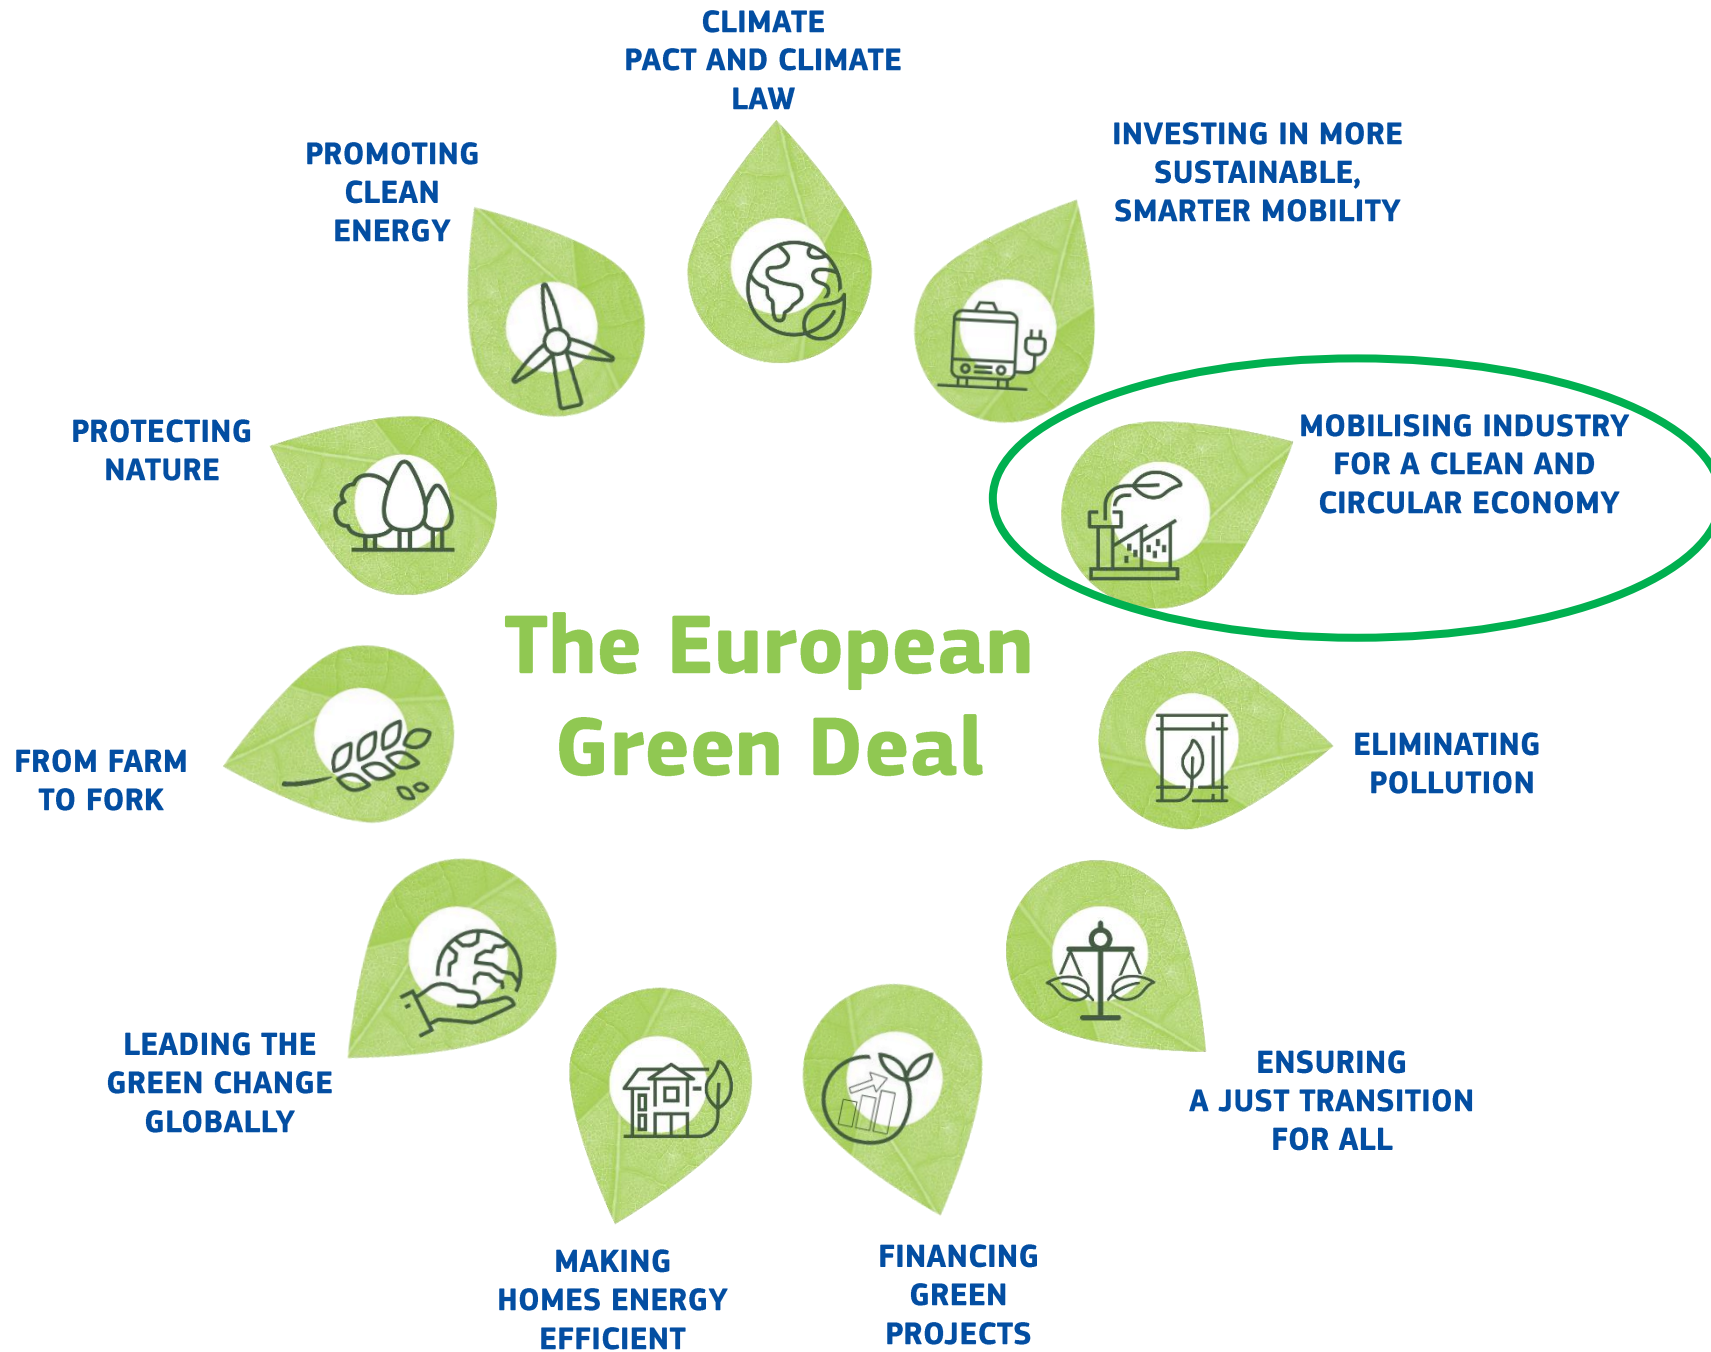 CLIMATE
PACT AND CLIMATE
LAW
INVESTING IN MORE
SUSTAINABLE,
SMARTER MOBILITY
PROMOTING
CLEAN
ENERGY
MOBILISING INDUSTRY
FOR A CLEAN AND
CIRCULAR ECONOMY
PROTECTING
NATURE
The European
Green Deal
ELIMINATING
POLLUTION
FROM FARM
TO FORK
LEADING THE
GREEN CHANGE
GLOBALLY
ENSURING
A JUST TRANSITION
FOR ALL
MAKING
HOMES ENERGY
EFFICIENT
FINANCING
GREEN
PROJECTS